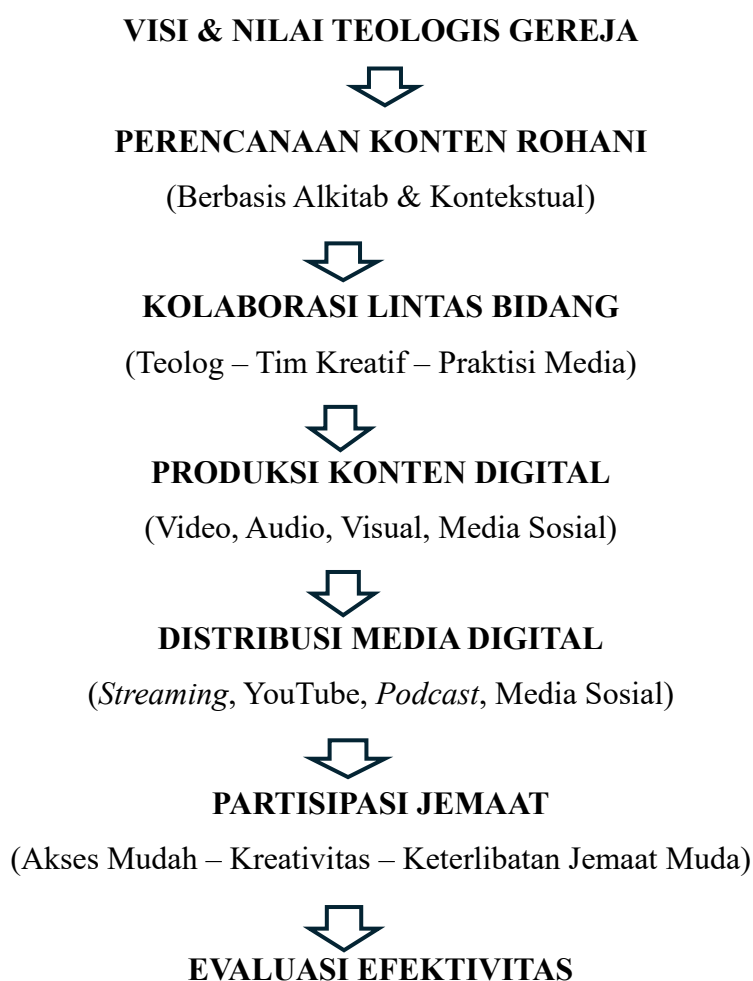 VISI & NILAI TEOLOGIS GEREJA
PERENCANAAN KONTEN ROHANI
(Berbasis Alkitab & Kontekstual)
KOLABORASI LINTAS BIDANG
(Teolog – Tim Kreatif – Praktisi Media)
PRODUKSI KONTEN DIGITAL
(Video, Audio, Visual, Media Sosial)
DISTRIBUSI MEDIA DIGITAL
(Streaming, YouTube, Podcast, Media Sosial)
PARTISIPASI JEMAAT
(Akses Mudah – Kreativitas – Keterlibatan Jemaat Muda)
EVALUASI EFEKTIVITAS